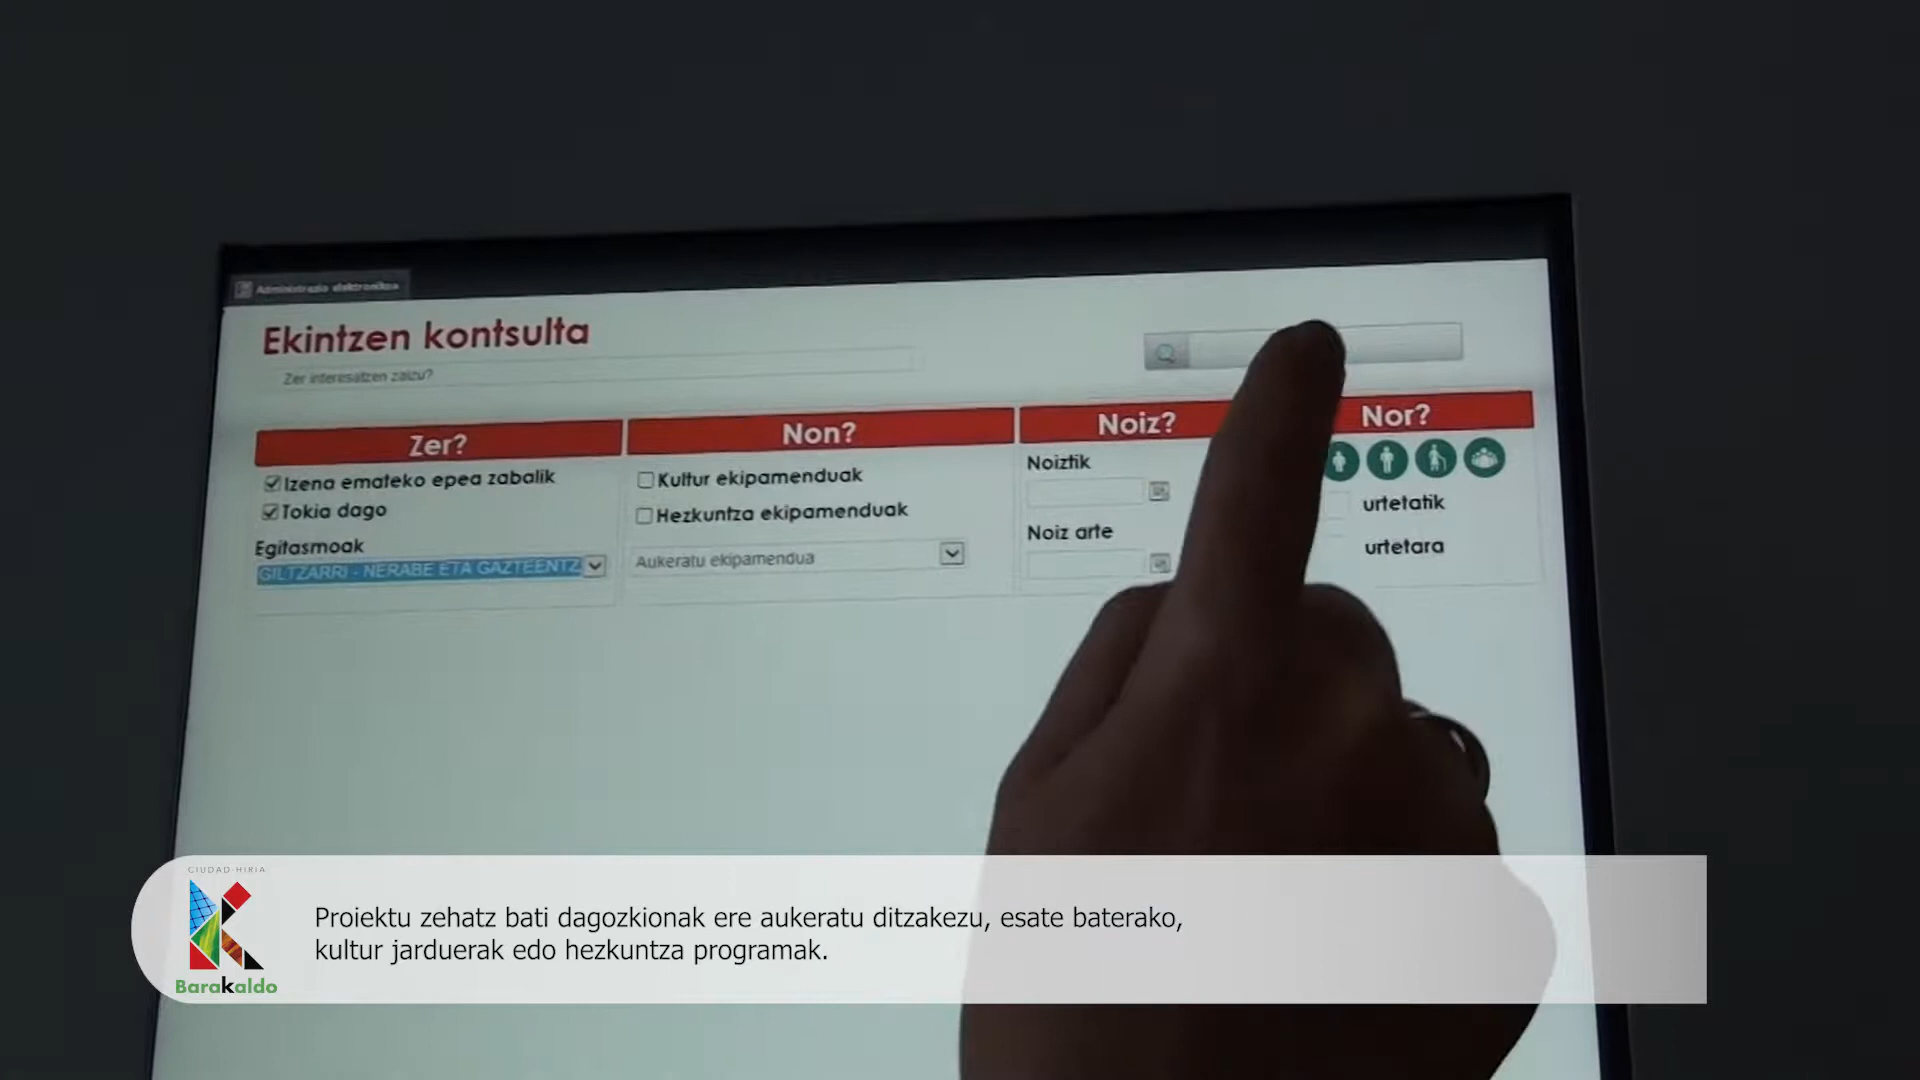 Administrazio elektronikoa
Ekintzen kontsulta
Zer interesatzen zaizu?
Zer?
Non?
Noiz?
Nor?
Izena emateko epea zabalik
Tokia dago
Egitasmoak
GILTZARRI - NERABE ETA GAZTEENTZ
Kultur ekipamenduak
Hezkuntza ekipamenduak
Aukeratu ekipamendua
Noiztik
Noiz arte
urtetatik
urtetara
CIUDAD HIRIA
Barakaldo
Proiektu zehatz bati dagozkionak ere aukeratu ditzakezu, esate baterako,
kultur jarduerak edo hezkuntza programak.